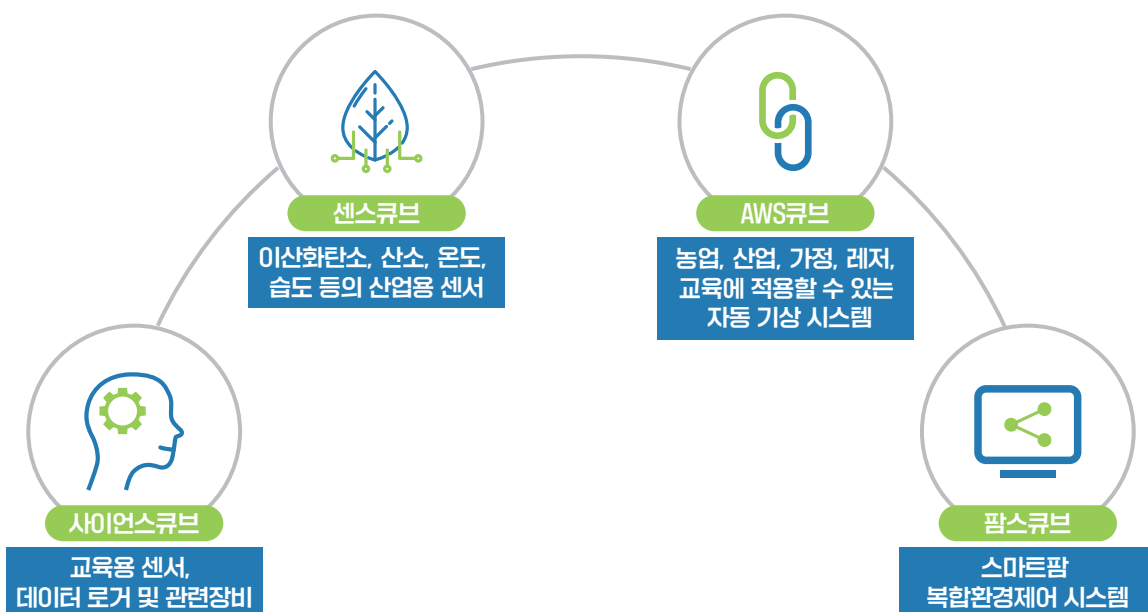 센스큐브
이산화탄소, 산소, 온도,
습도 등의 산업용 센서
AWS큐브
농업, 산업, 가정, 레저,
교육에 적용할 수 있는
자동 기상 시스템
사이언스큐브
교육용 센서,
데이터 로거 및 관련장비
팜스큐브
스마트팜
복합환경제어 시스템